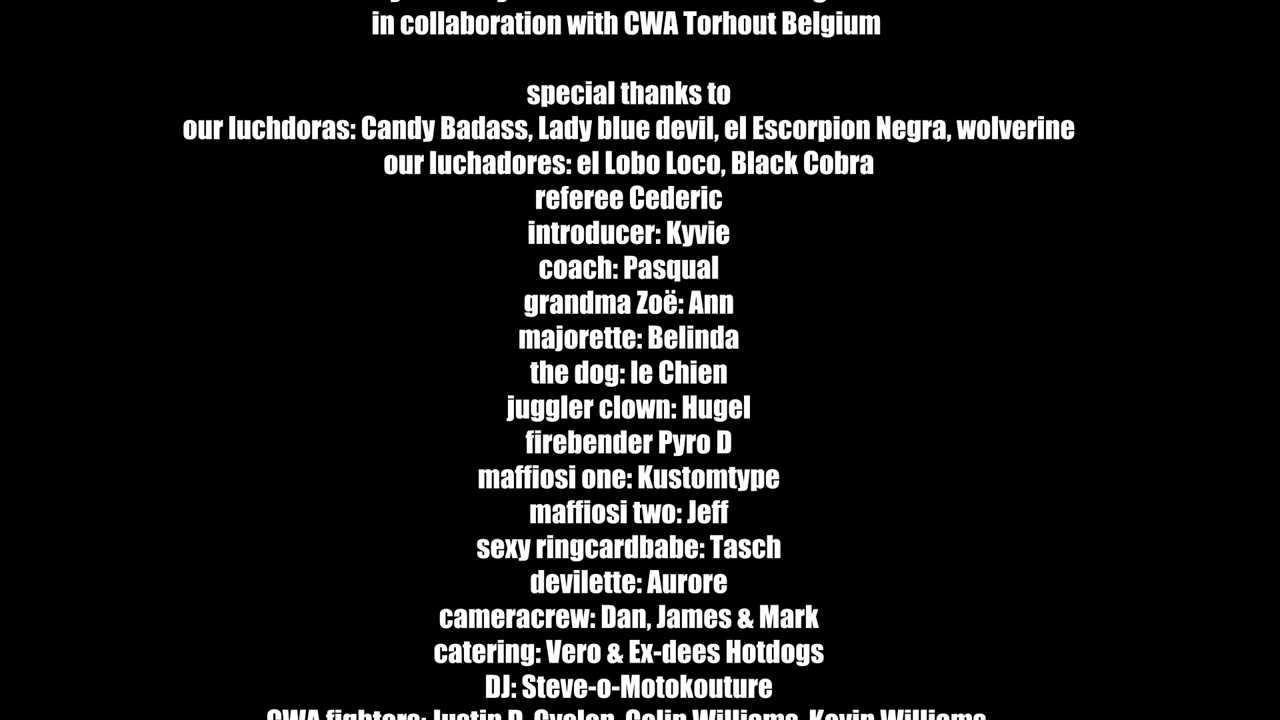 in collaboration with CWA Torhout Belgium
special thanks to
our luchdoras: Candy Badass, Lady blue devil, el Escorpion Negra, wolverine
our luchadores: el Lobo Loco, Black Cobra
referee Cederic
introducer: Kyvie
coach: Pasqual
grandma Zoë: Ann
majorette: Belinda
the dog: le Chien
juggler clown: Hugel
firebender Pyro D
maffiosi one: Kustomtype
maffiosi two: Jeff
sexy ringcardbabe: Tasch
devilette: Aurore
cameracrew: Dan, James & Mark
catering: Vero & Ex-dees Hotdogs
DJ: Steve-o-Motokouture
CWA fighters: Justin D, Cyclon, Colin Williams, Kevin Williams